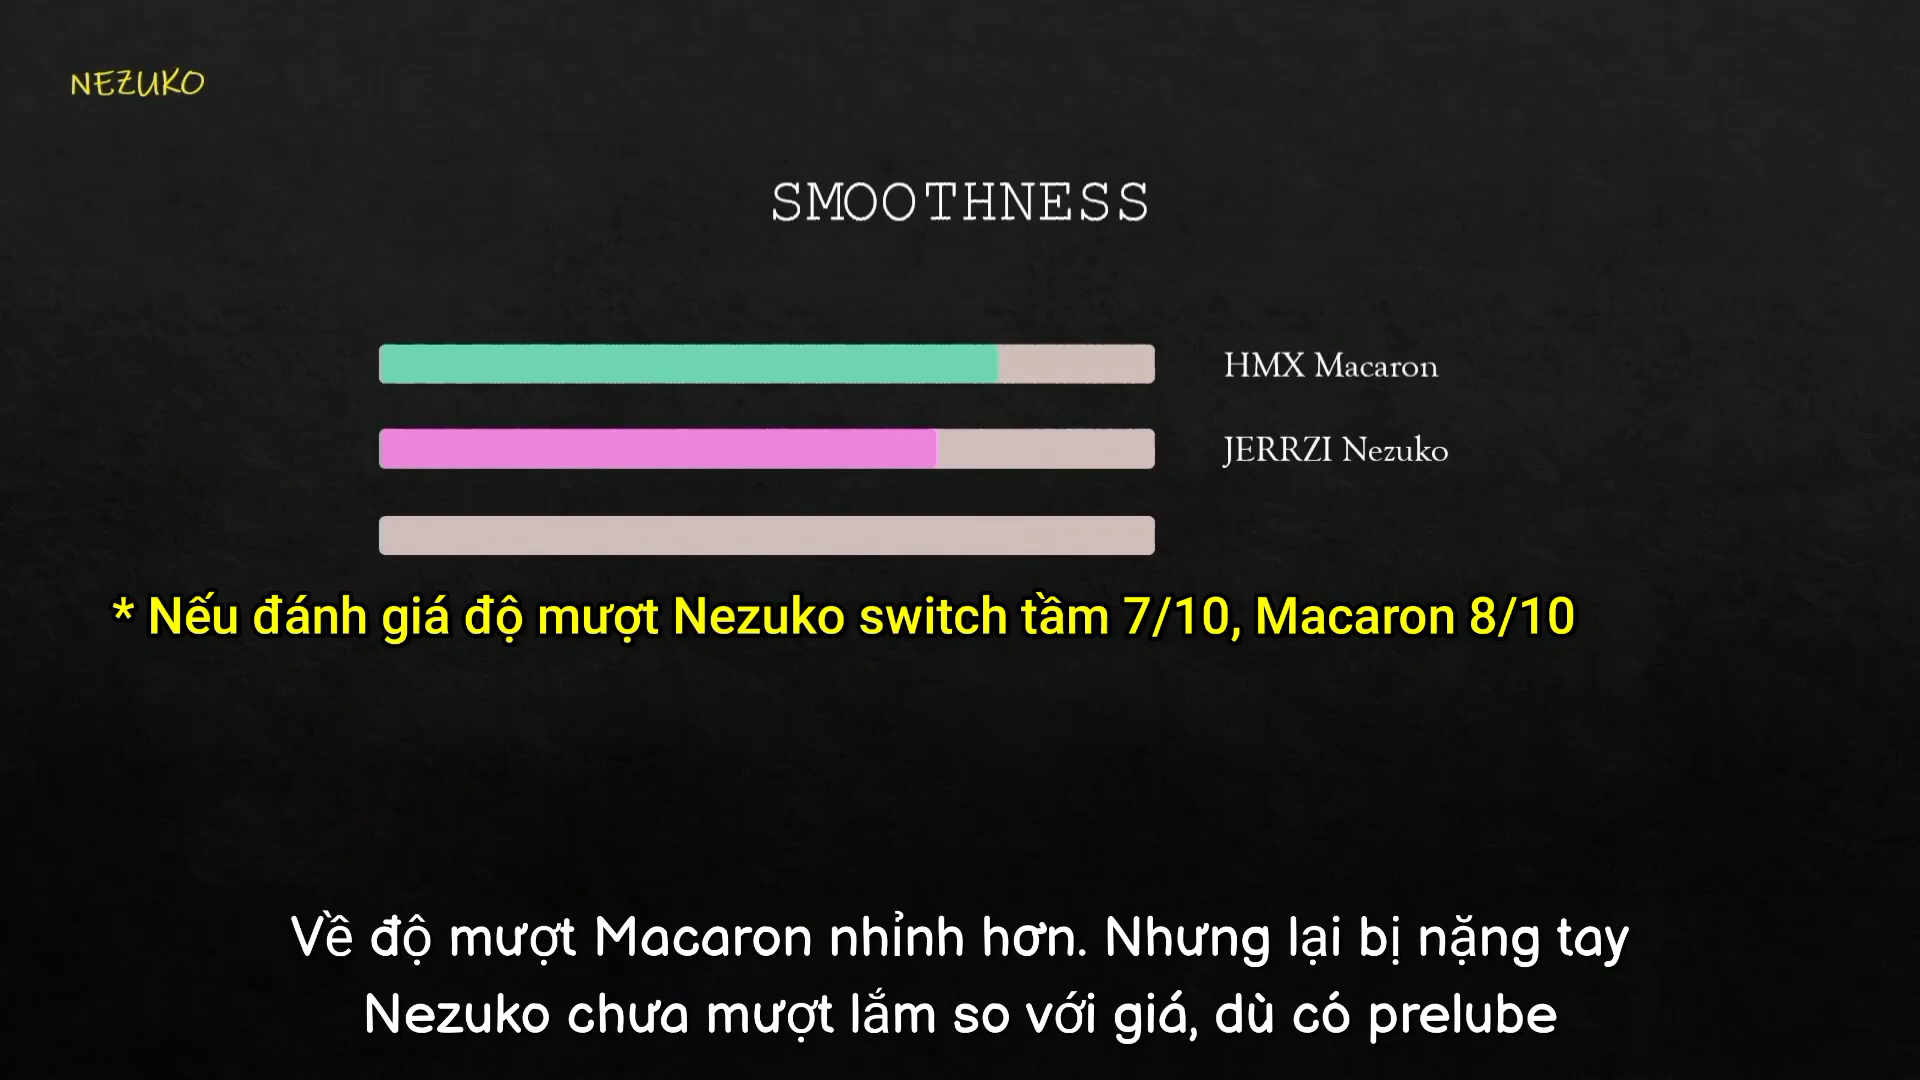 NEZUKO
SMOOTHNESS
HMX Macaron
JERRZI Nezuko
* Nếu đánh giá độ mượt Nezuko switch tầm 7/10, Macaron 8/10
Về độ mượt Macaron nhỉnh hơn. Nhưng lại bị nặng tay
Nezuko chưa mượt lắm so với giá, dù có prelube